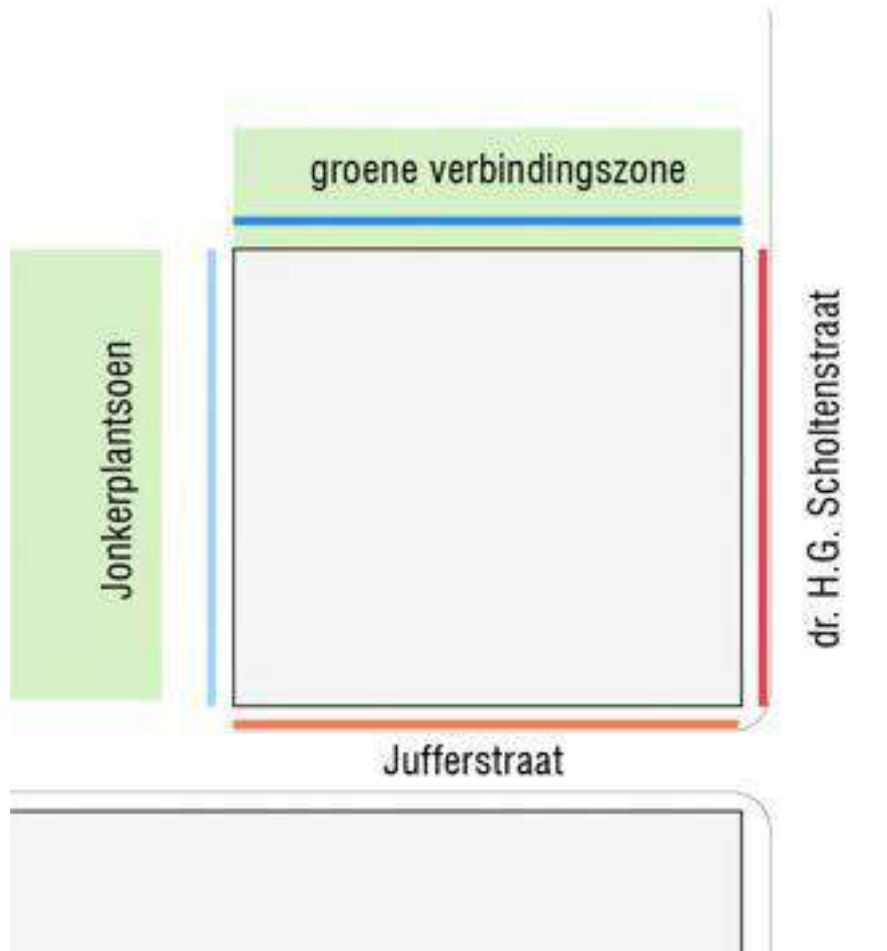 groene verbindingszone
Jonkerplantsoen
dr. H.G. Scholtenstraat
Jufferstraat